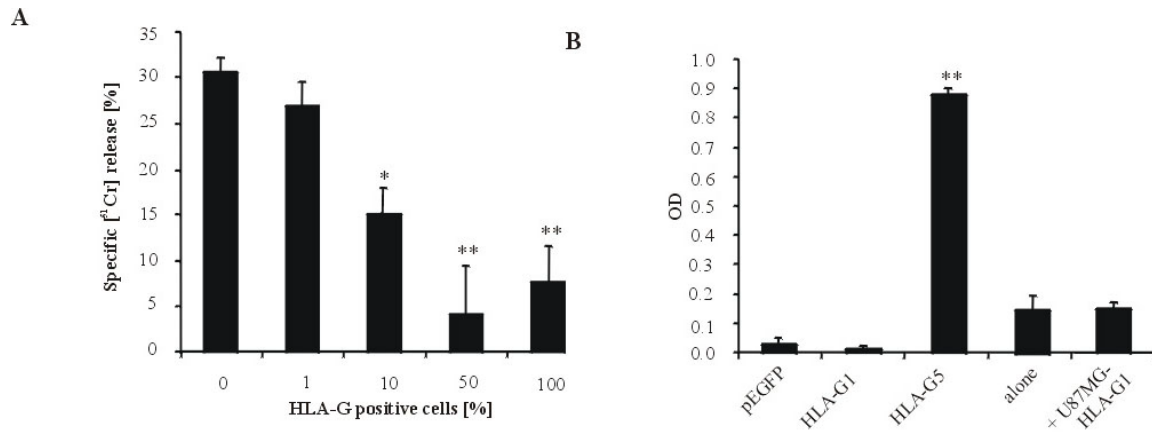 A
Specific [⁵¹Cr] release [%]
35
30
25
20
15
10
5
0
*
**
**
0 1 10 50 100
HLA-G positive cells [%]
B
OD
1.0
0.9
0.8
0.7
0.6
0.5
0.4
0.3
0.2
0.1
0.0
**
pEGFP
HLA-G1
HLA-G5
alone
+ U87MG-
HLA-G1